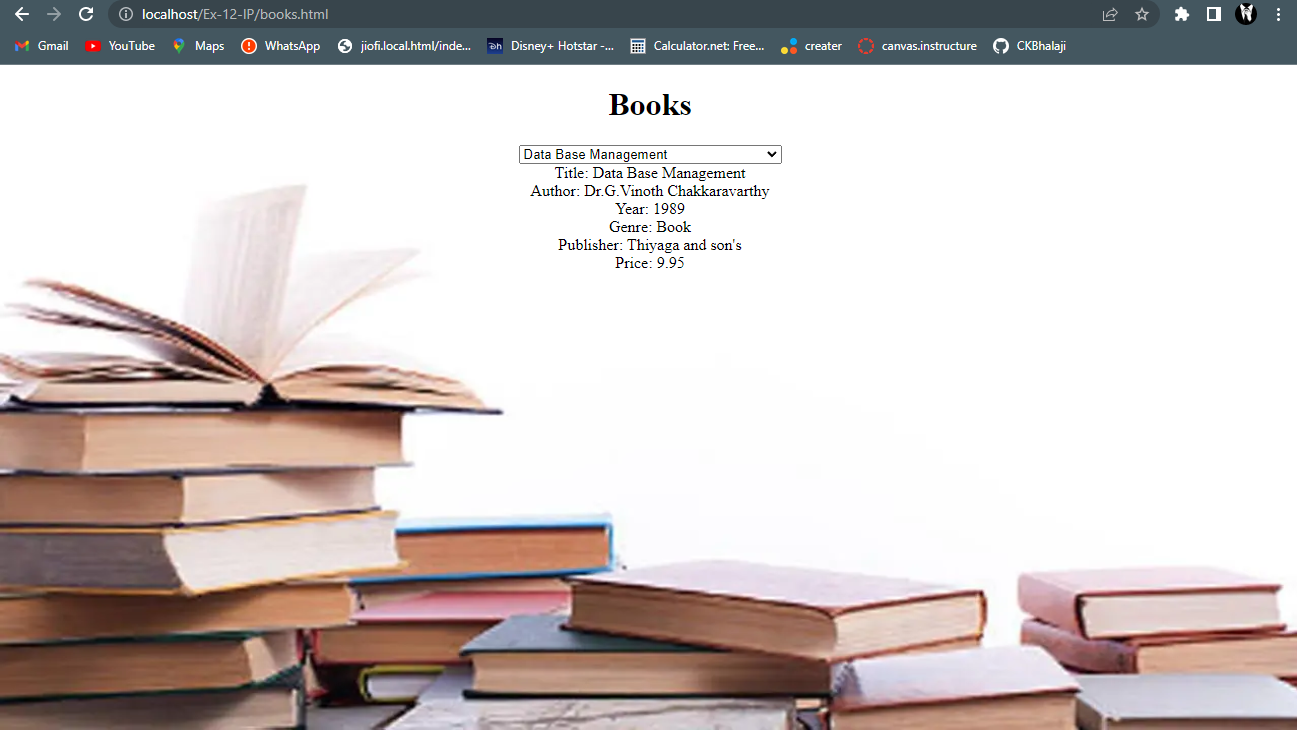 localhost/Ex-12-IP/books.html
Gmail YouTube Maps WhatsApp jiofi.local.html/inde... Disney+ Hotstar -... Calculator.net: Free... creater canvas.instructure CKBhalaji
Books
Data Base Management
Title: Data Base Management
Author: Dr.G.Vinoth Chakkaravarthy
Year: 1989
Genre: Book
Publisher: Thiyaga and son's
Price: 9.95